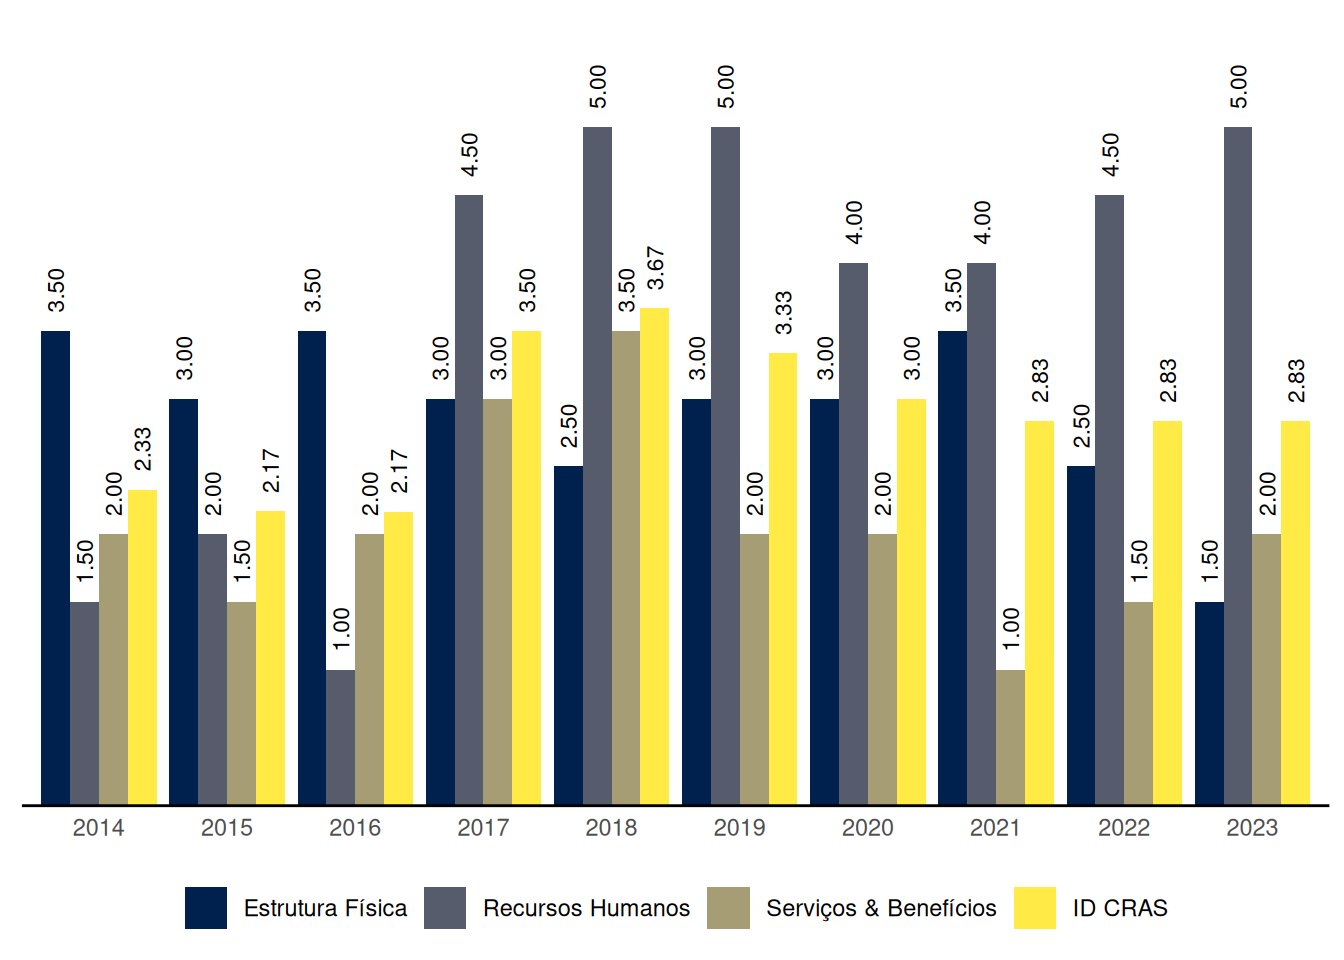 5.00 5.00 5.00
4.50 4.50
4.00 4.00
3.50 3.50 3.50 3.67 3.50 3.50
3.33
3.00 3.00 3.00 3.00 3.00 3.00 2.83 2.83 2.83
2.50 2.50
2.33
2.00 2.00 2.17 2.00 2.17 2.00 2.00 2.00
1.50 1.50 1.50 1.50
1.00 1.00
2014 2015 2016 2017 2018 2019 2020 2021 2022 2023
Estrutura Física Recursos Humanos Serviços & Benefícios ID CRAS